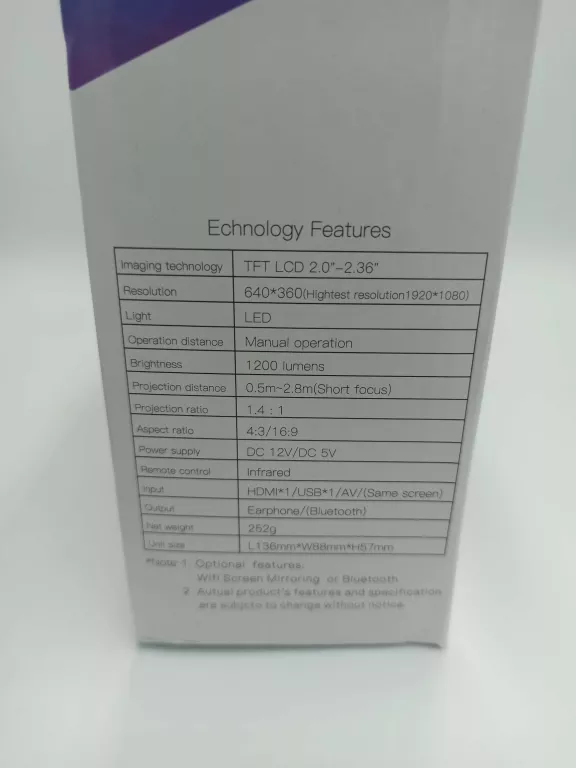 Echnology Features
Imaging technology TFT LCD 2.0"-2.36"
Resolution 640*360(Hightest resolution1920*1080)
Light LED
Operation distance Manual operation
Brightness 1200 lumens
Projection distance 0.5m~2.8m(Short focus)
Projection ratio 1.4 : 1
Aspect ratio 4:3/16:9
Power supply DC 12V/DC 5V
Remote control infrared
Input HDMI*1/USB*1/AV/(Same screen)
Output Earphone/(Bluetooth)
Net weight 252g
Unit size L136mm*W88mm*H57mm
1 Optional features:
Wifi Screen Mirroring or Bluetooth
2. Autual product's features and specification
are subject to change without notice.